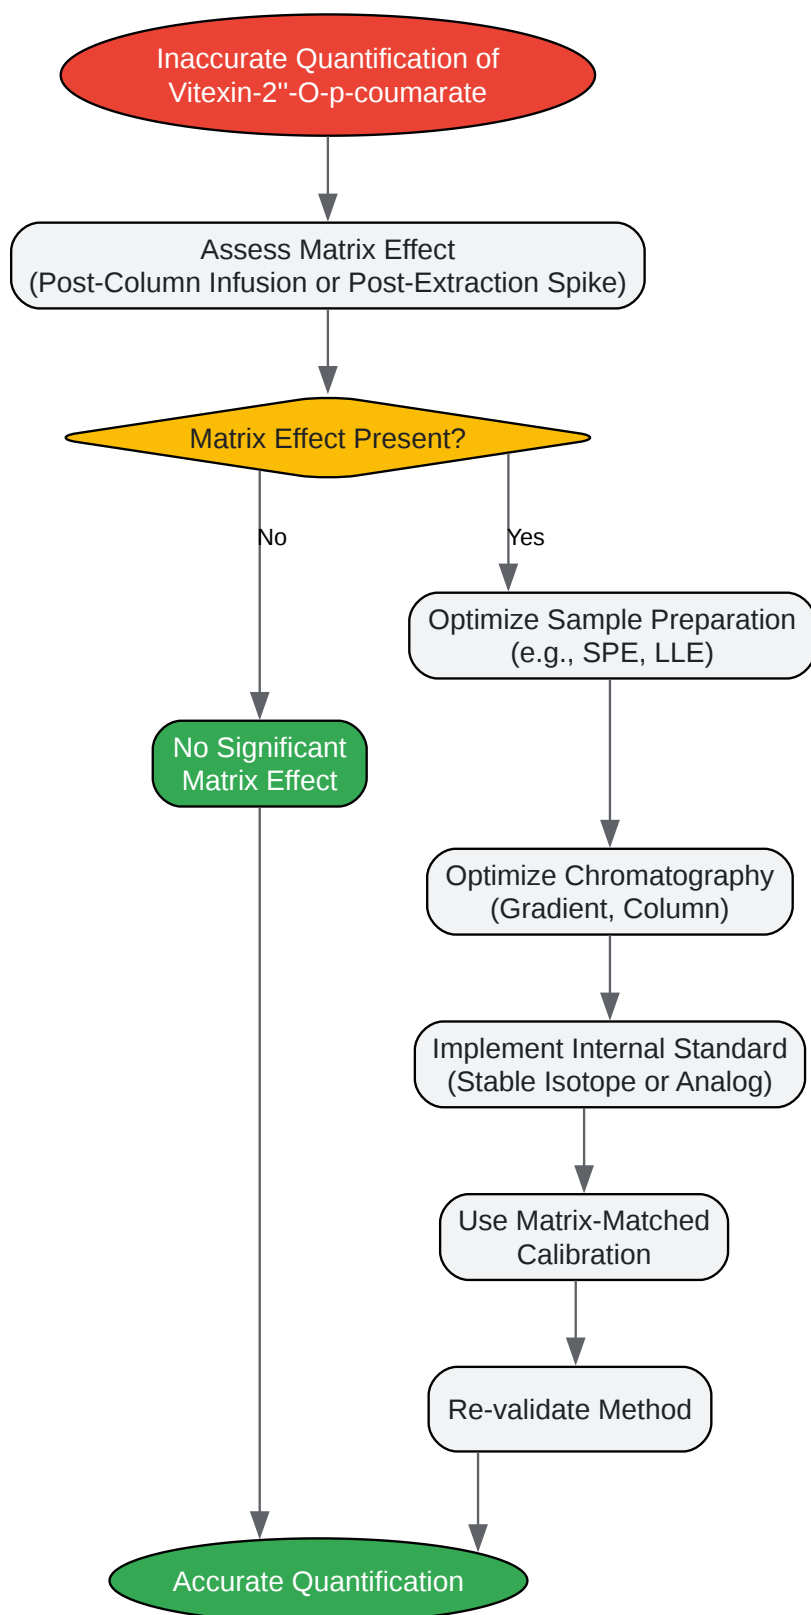 Inaccurate Quantification of
Vitexin-2''-O-p-coumarate
Assess Matrix Effect
(Post-Column Infusion or Post-Extraction Spike)
Matrix Effect Present?
No
Yes
Optimize Sample Preparation
(e.g., SPE, LLE)
No Significant
Matrix Effect
Optimize Chromatography
(Gradient, Column)
Implement Internal Standard
(Stable Isotope or Analog)
Use Matrix-Matched
Calibration
Re-validate Method
Accurate Quantification